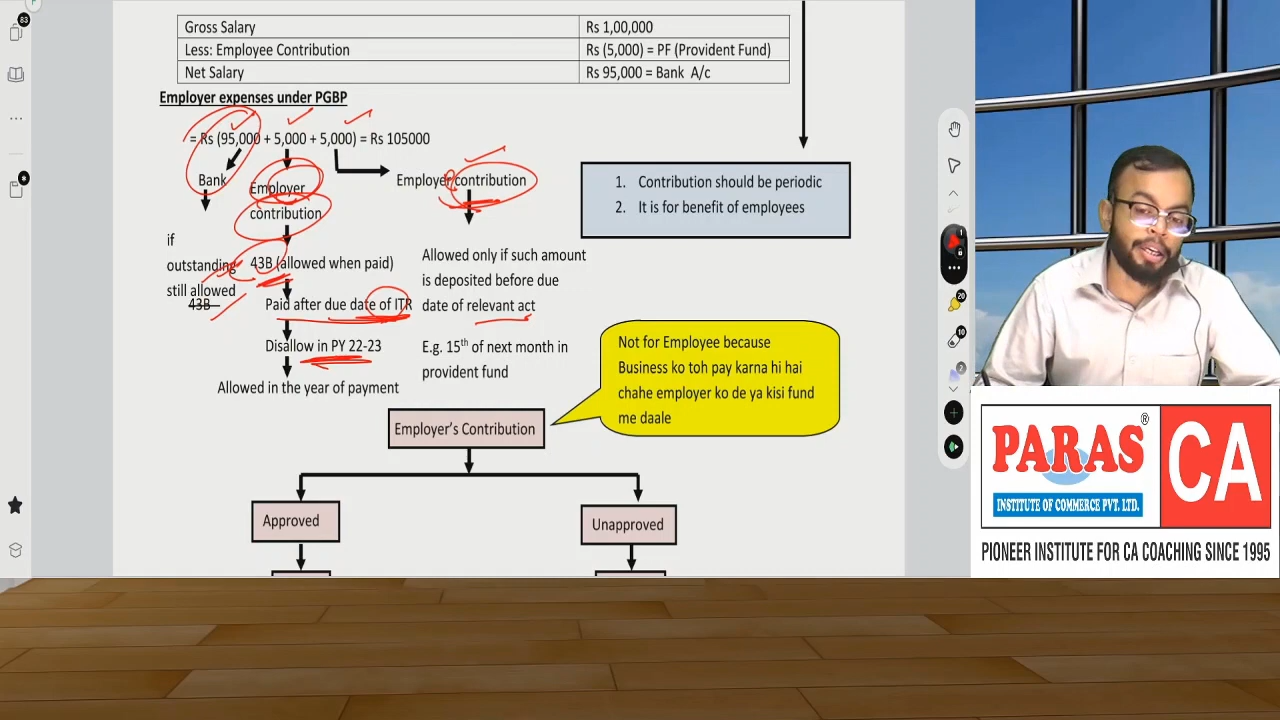 83
Gross Salary Rs 1,00,000
Less: Employee Contribution Rs (5,000) = PF (Provident Fund)
Net Salary Rs 95,000 = Bank A/c
Employer expenses under PGBP
= Rs (95,000 + 5,000 + 5,000) = Rs 105000
Bank
Employer
contribution
Employer contribution
if
outstanding
still allowed
43B
43B (allowed when paid)
Paid after due date of ITR
Disallow in PY 22-23
Allowed in the year of payment
Allowed only if such amount
is deposited before due
date of relevant act
E.g. 15th of next month in
provident fund
1. Contribution should be periodic
2. It is for benefit of employees
Not for Employee because
Business ko toh pay karna hi hai
chahe employer ko de ya kisi fund
me daale
Employer's Contribution
Approved
Unapproved
1
20
10
2
PARAS ®
INSTITUTE OF COMMERCE PVT. LTD.
CA
PIONEER INSTITUTE FOR CA COACHING SINCE 1995